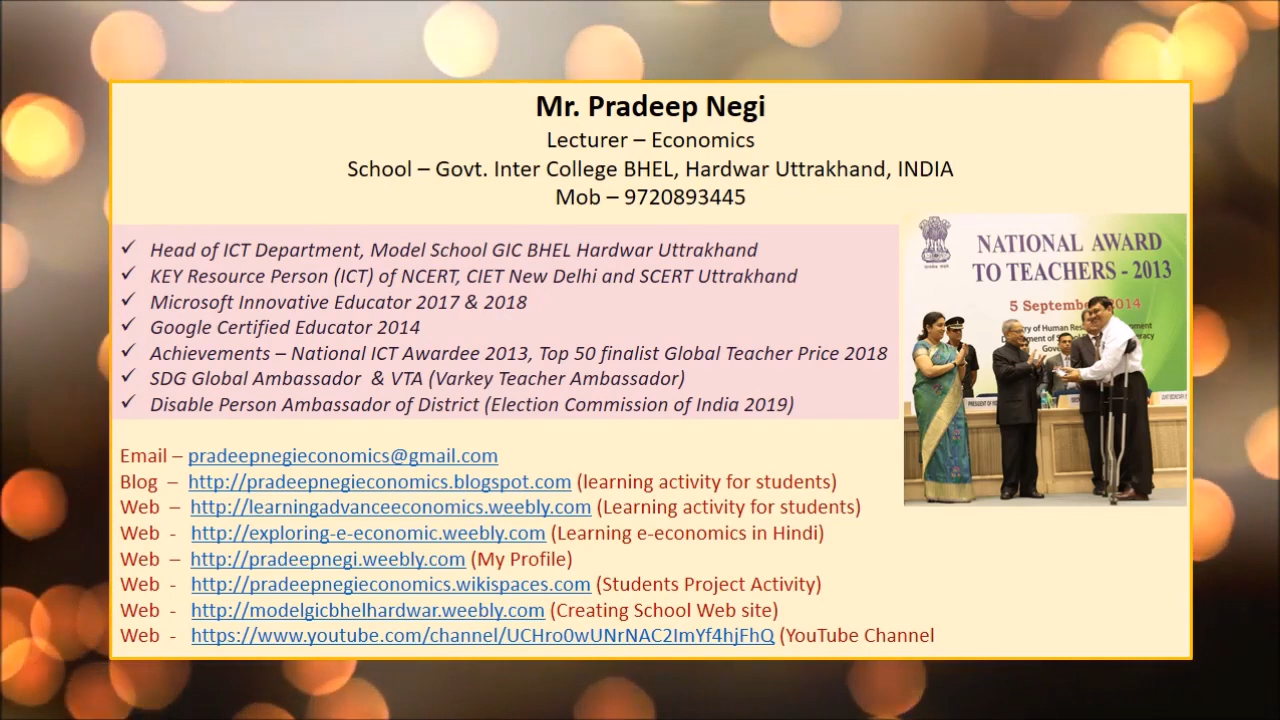 Mr. Pradeep Negi
Lecturer – Economics
School – Govt. Inter College BHEL, Hardwar Uttrakhand, INDIA
Mob – 9720893445
✓ Head of ICT Department, Model School GIC BHEL Hardwar Uttrakhand
✓ KEY Resource Person (ICT) of NCERT, CIET New Delhi and SCERT Uttrakhand
✓ Microsoft Innovative Educator 2017 & 2018
✓ Google Certified Educator 2014
✓ Achievements – National ICT Awardee 2013, Top 50 finalist Global Teacher Price 2018
✓ SDG Global Ambassador & VTA (Varkey Teacher Ambassador)
✓ Disable Person Ambassador of District (Election Commission of India 2019)
NATIONAL AWARD
TO TEACHERS - 2013
5 September 2014
Email – pradeepnegieconomics@gmail.com
Blog – http://pradeepnegieconomics.blogspot.com (learning activity for students)
Web – http://learningadvanceeconomics.weebly.com (Learning activity for students)
Web - http://exploring-e-economic.weebly.com (Learning e-economics in Hindi)
Web – http://pradeepnegi.weebly.com (My Profile)
Web - http://pradeepnegieconomics.wikispaces.com (Students Project Activity)
Web - http://modelgicbhelhardwar.weebly.com (Creating School Web site)
Web - https://www.youtube.com/channel/UCHro0wUNrNAC2ImYf4hjFhQ (YouTube Channel